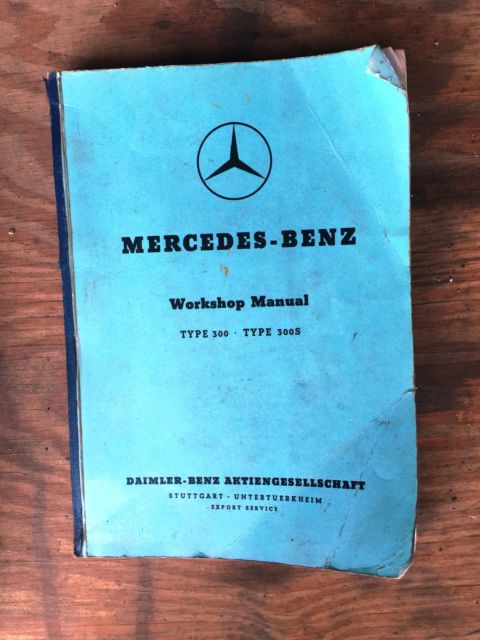 MERCEDES-BENZ
Workshop Manual
TYPE 300 · TYPE 300S
DAIMLER-BENZ AKTIENGESELLSCHAFT
STUTTGART - UNTERTUERKHEIM
EXPORT SERVICE